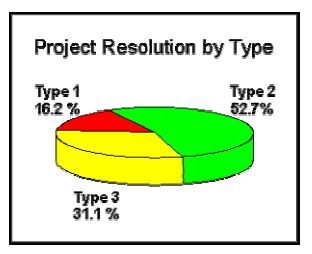 Project Resolution by Type
Type 1
16.2 %
Type 2
52.7%
Type 3
31.1 %